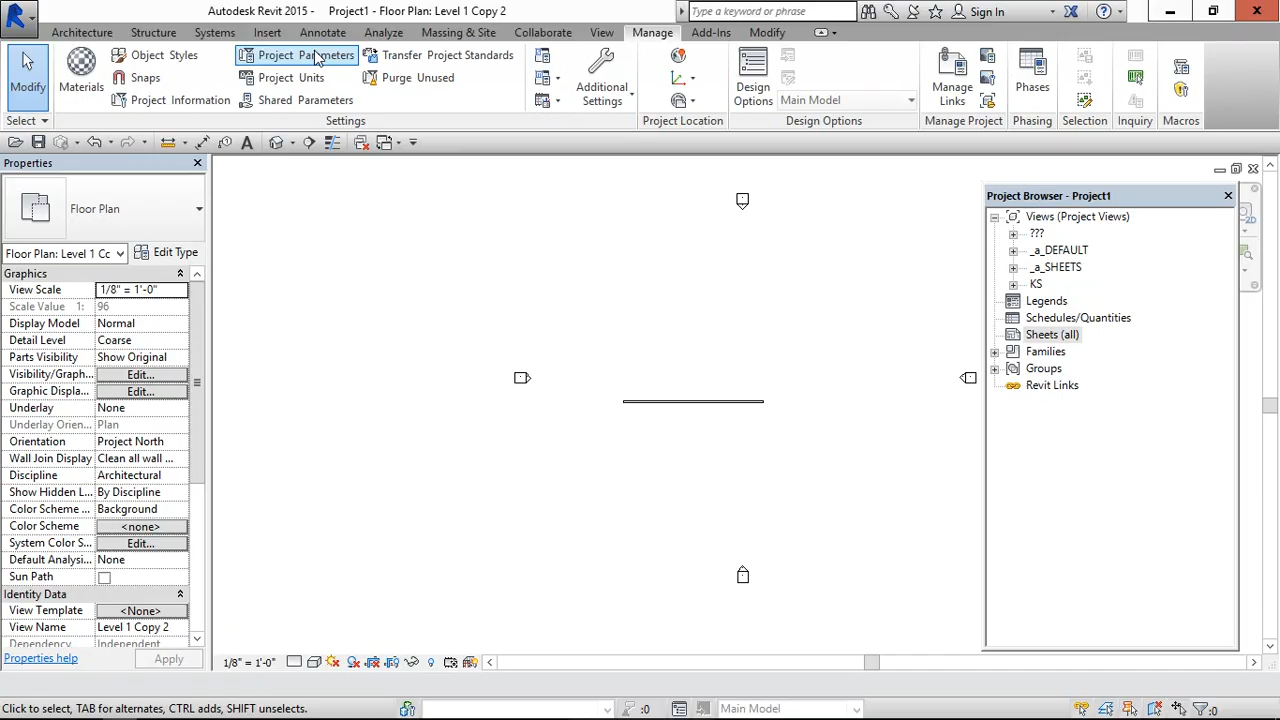 Autodesk Revit 2015 - Project1 - Floor Plan: Level 1 Copy 2
Type a keyword or phrase
Sign In
Architecture Structure Systems Insert Annotate Analyze Massing & Site Collaborate View Manage Add-Ins Modify
Modify
Materials
Object Styles
Snaps
Project Information
Project Parameters
Project Units
Shared Parameters
Transfer Project Standards
Purge Unused
Additional Settings
Design Options
Main Model
Manage Links
Phases
Select
Settings
Project Location
Design Options
Manage Project
Phasing
Selection
Inquiry
Macros
Properties
Floor Plan
Floor Plan: Level 1 Cc
Edit Type
Graphics
View Scale 1/8" = 1'-0"
Scale Value 1: 96
Display Model Normal
Detail Level Coarse
Parts Visibility Show Original
Visibility/Graph... Edit...
Graphic Displa... Edit...
Underlay None
Underlay Orien... Plan
Orientation Project North
Wall Join Display Clean all wall ...
Discipline Architectural
Show Hidden L... By Discipline
Color Scheme ... Background
Color Scheme <none>
System Color S... Edit...
Default Analysi... None
Sun Path
Identity Data
View Template <None>
View Name Level 1 Copy 2
Dependency Independent
Properties help
Apply
Project Browser - Project1
Views (Project Views)
???
_a_DEFAULT
_a_SHEETS
KS
Legends
Schedules/Quantities
Sheets (all)
Families
Groups
Revit Links
1/8" = 1'-0"
Click to select, TAB for alternates, CTRL adds, SHIFT unselects.
:0
Main Model
:0